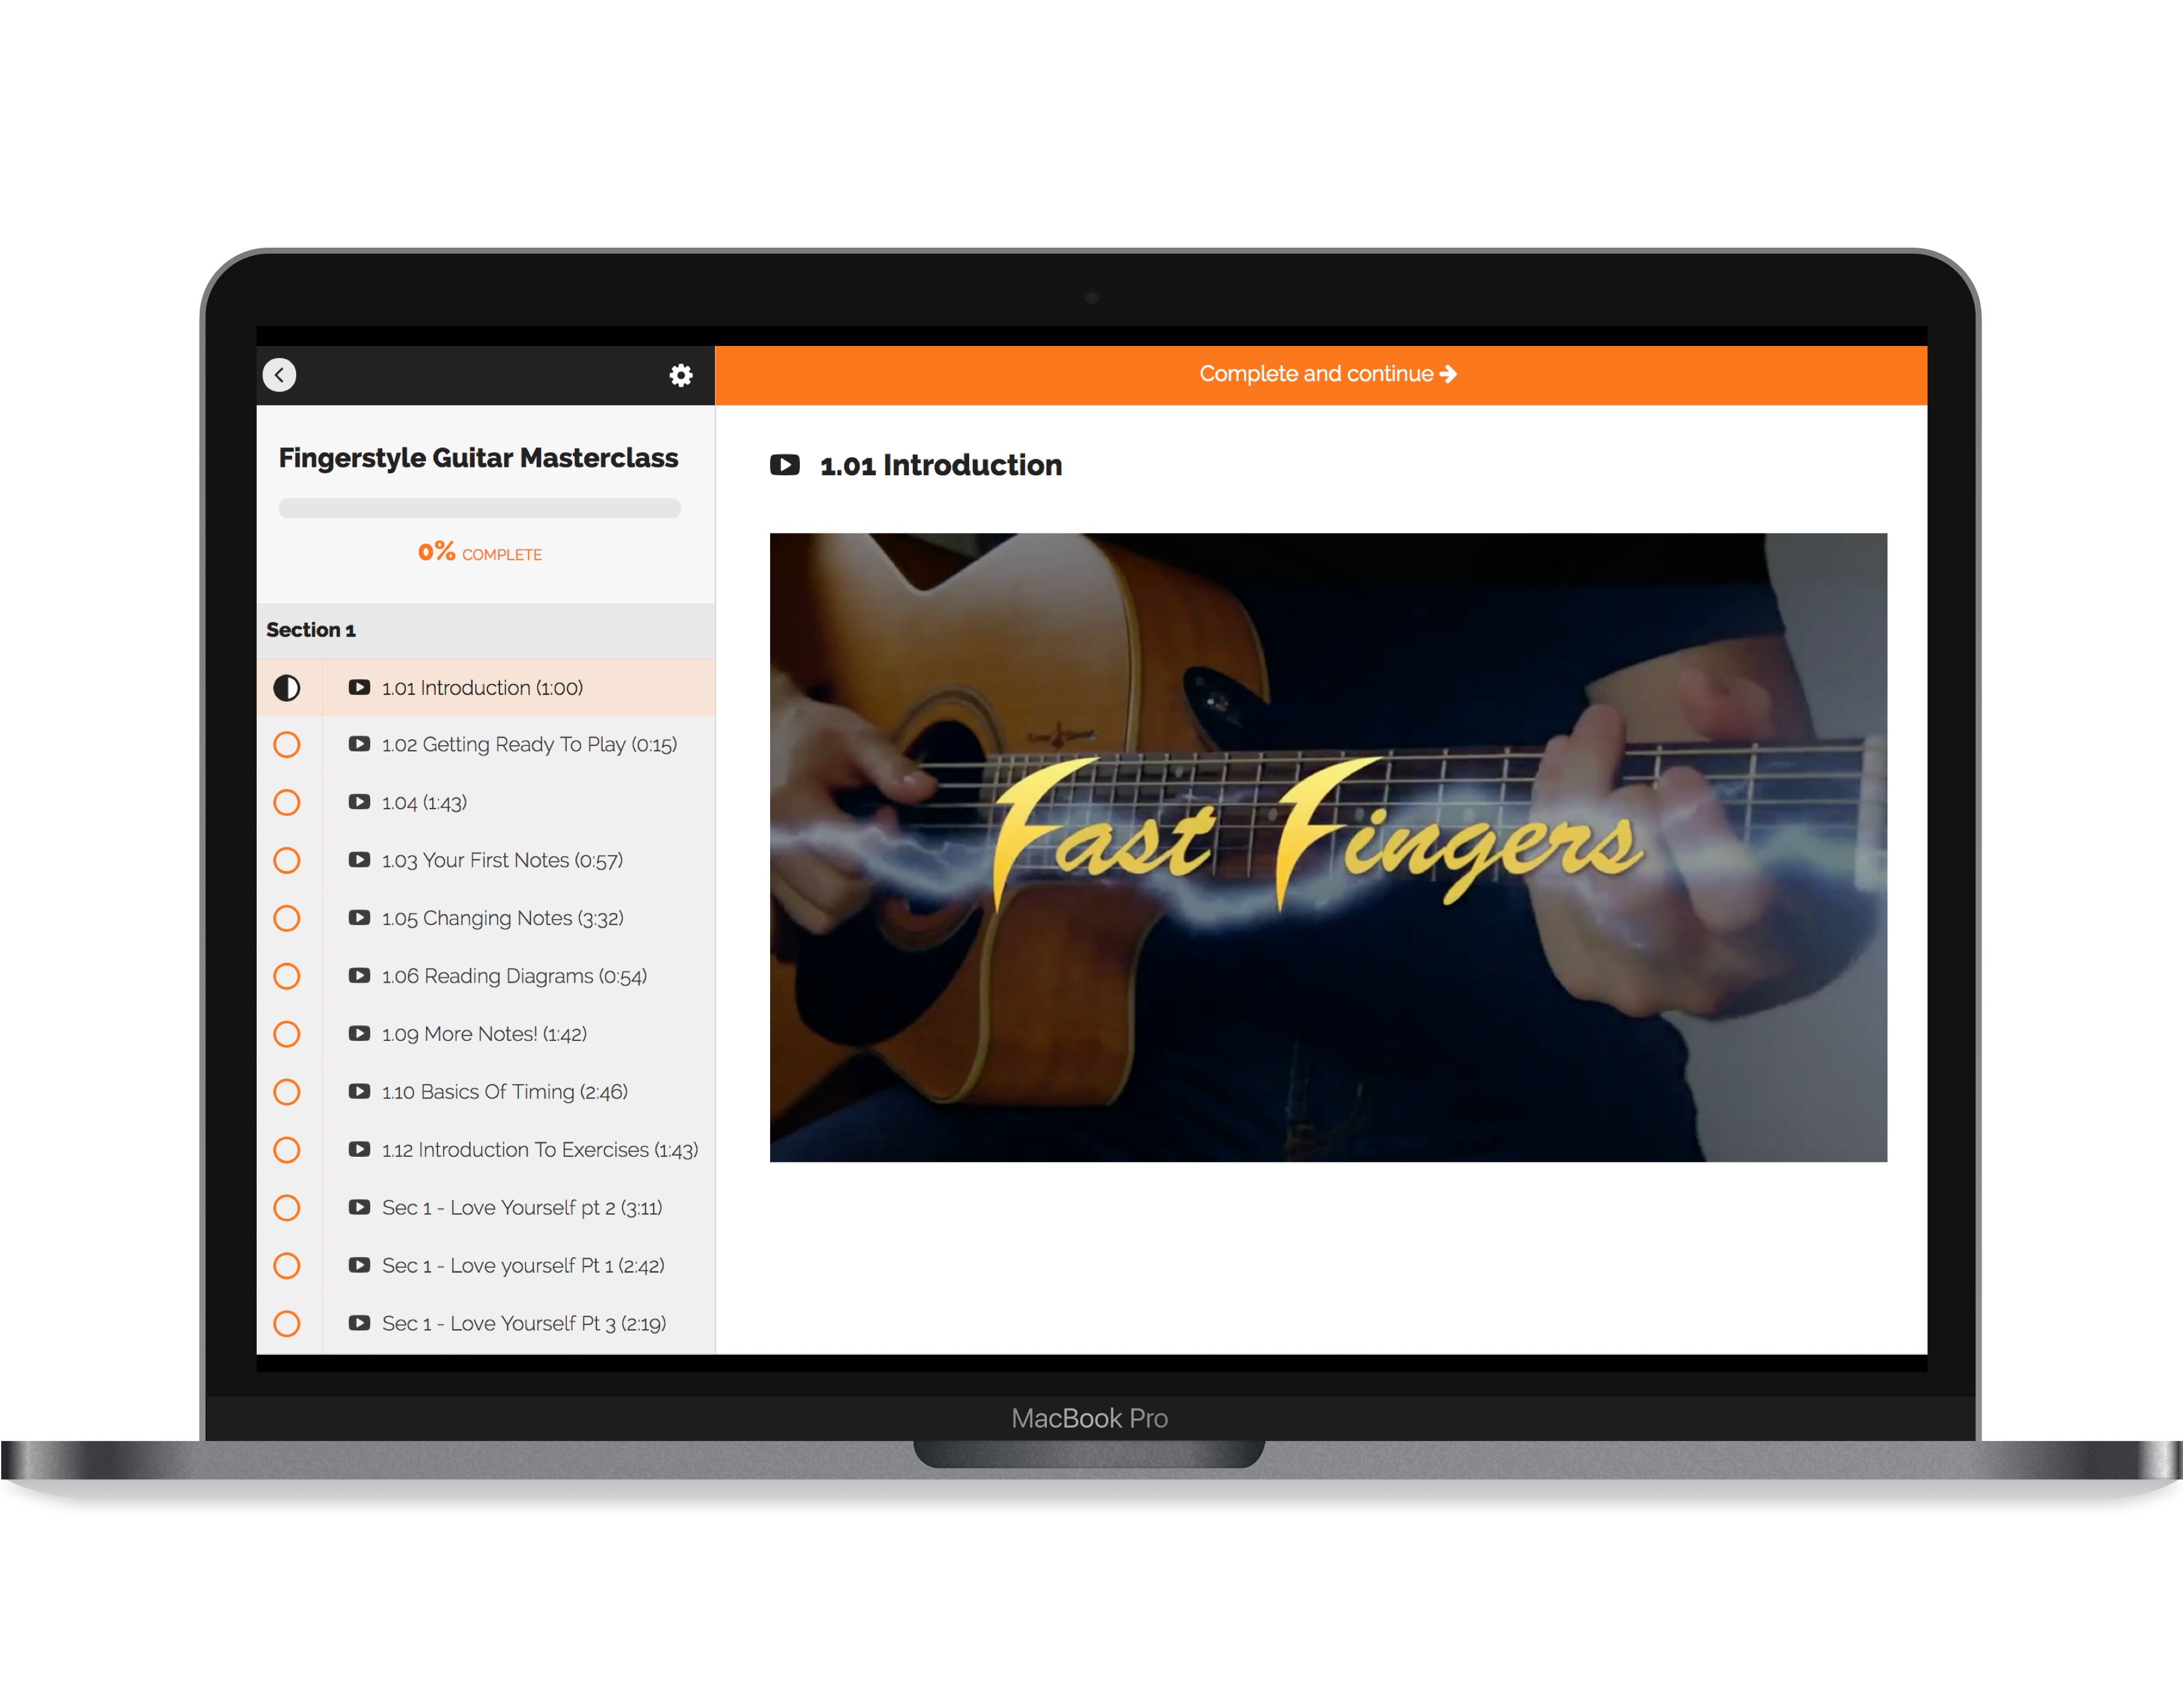 Complete and continue
Fingerstyle Guitar Masterclass
0% COMPLETE
Section 1
1.01 Introduction (1:00)
1.02 Getting Ready To Play (0:15)
1.04 (1:43)
1.03 Your First Notes (0:57)
1.05 Changing Notes (3:32)
1.06 Reading Diagrams (0:54)
1.09 More Notes! (1:42)
1.10 Basics Of Timing (2:46)
1.12 Introduction To Exercises (1:43)
Sec 1 - Love Yourself pt 2 (3:11)
Sec 1 - Love yourself Pt 1 (2:42)
Sec 1 - Love Yourself Pt 3 (2:19)
1.01 Introduction
Fast Fingers
MacBook Pro